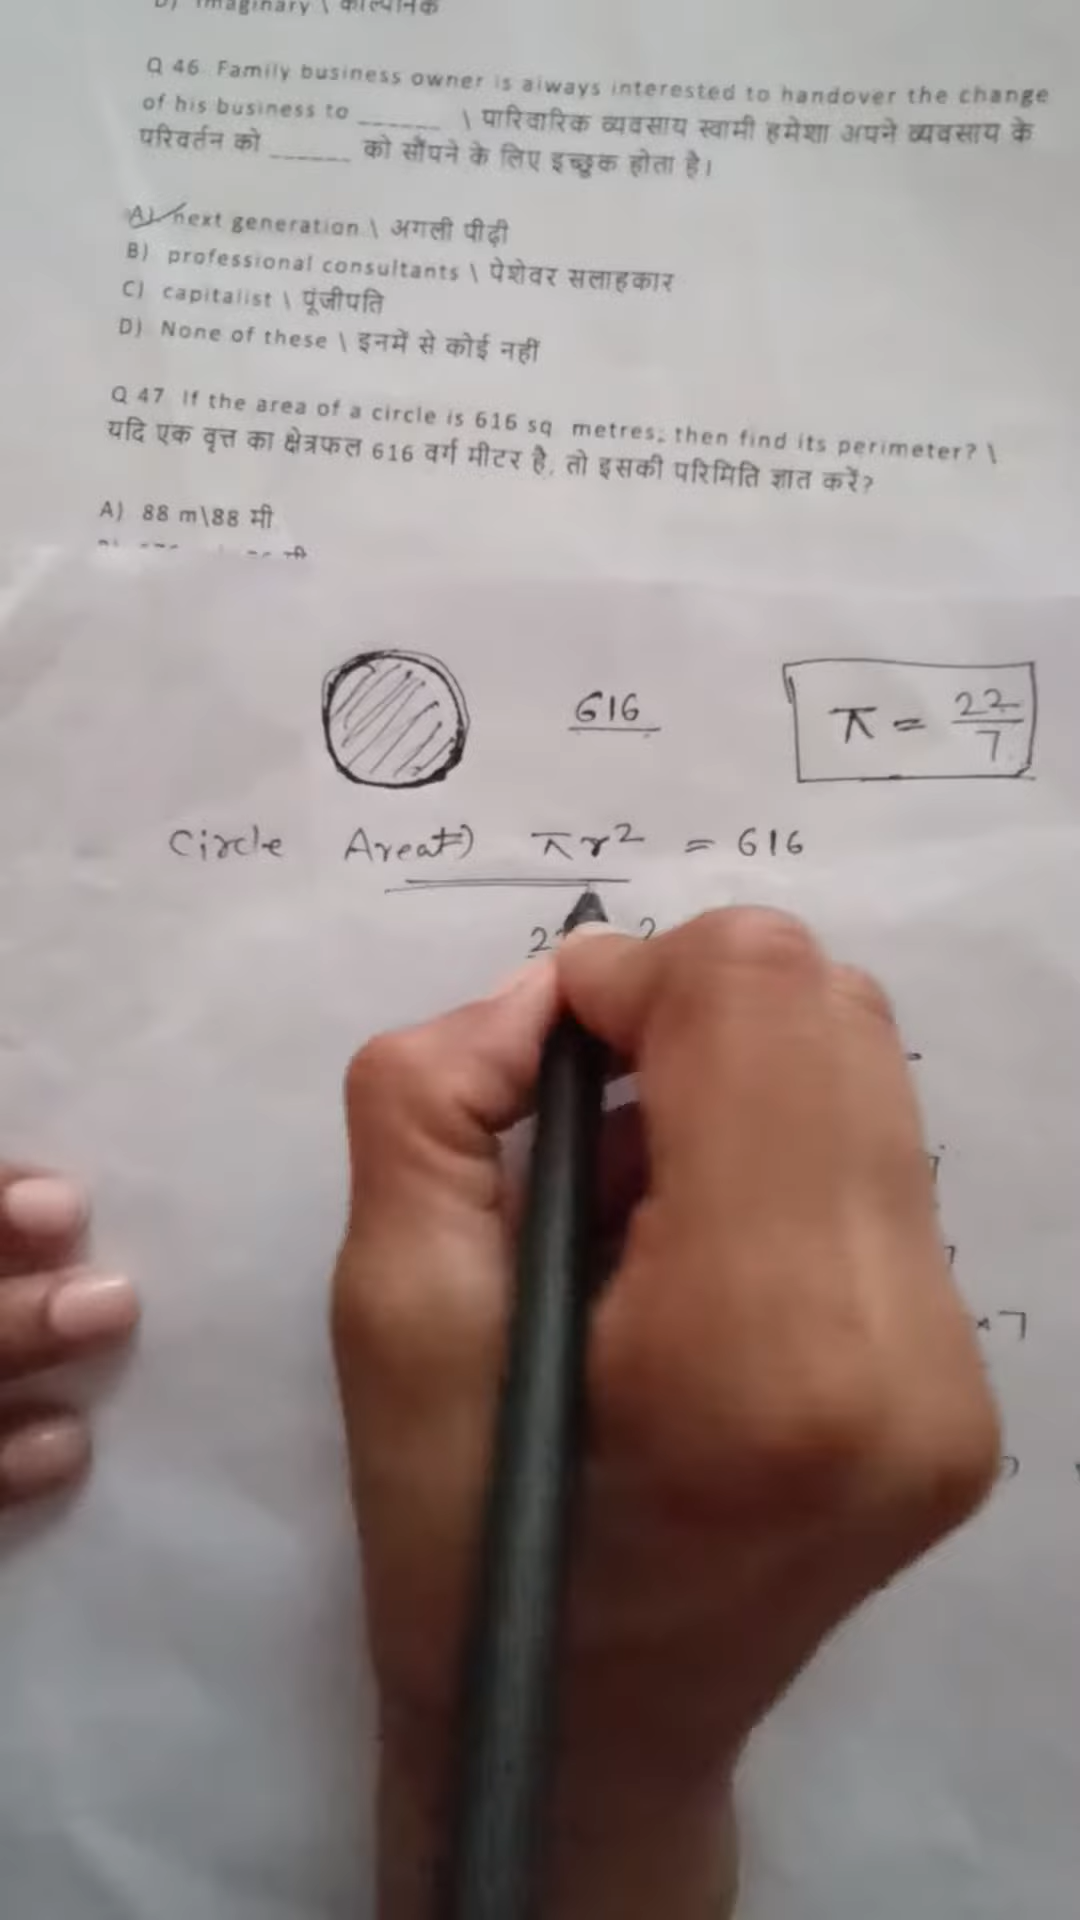 D) Imaginary \ काल्पनिक
Q 46. Family business owner is always interested to handover the change
of his business to ______ \ पारिवारिक व्यवसाय स्वामी हमेशा अपने व्यवसाय के
परिवर्तन को ______ को सौंपने के लिए इच्छुक होता है।
A) next generation \ अगली पीढ़ी
B) professional consultants \ पेशेवर सलाहकार
C) capitalist \ पूंजीपति
D) None of these \ इनमें से कोई नहीं
Q 47. If the area of a circle is 616 sq. metres, then find its perimeter? \
यदि एक वृत्त का क्षेत्रफल 616 वर्ग मीटर है, तो इसकी परिमिति ज्ञात करें?
A) 88 m\88 मी
616
π = 22/7
Circle Area πr² = 616